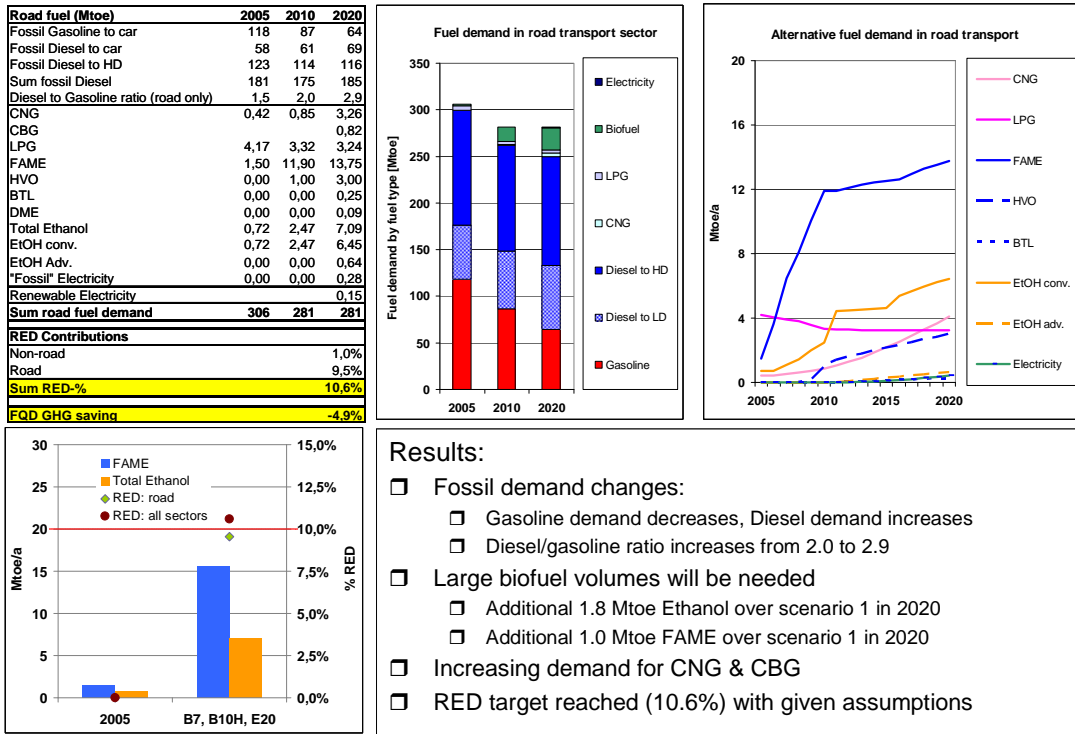 Road fuel (Mtoe) 2005 2010 2020
Fossil Gasoline to car 118 87 64
Fossil Diesel to car 58 61 69
Fossil Diesel to HD 123 114 116
Sum fossil Diesel 181 175 185
Diesel to Gasoline ratio (road only) 1,5 2,0 2,9
CNG 0,42 0,85 3,26
CBG 0,82
LPG 4,17 3,32 3,24
FAME 1,50 11,90 13,75
HVO 0,00 1,00 3,00
BTL 0,00 0,00 0,25
DME 0,00 0,00 0,09
Total Ethanol 0,72 2,47 7,09
EtOH conv. 0,72 2,47 6,45
EtOH Adv. 0,00 0,00 0,64
"Fossil" Electricity 0,00 0,00 0,28
Renewable Electricity 0,15
Sum road fuel demand 306 281 281
RED Contributions
Non-road 1,0%
Road 9,5%
Sum RED-% 10,6%
FQD GHG saving -4,9%
Fuel demand in road transport sector
Fuel demand by fuel type [Mtoe]
350
300
250
200
150
100
50
0
2005 2010 2020
Electricity
Biofuel
LPG
CNG
Diesel to HD
Diesel to LD
Gasoline
Alternative fuel demand in road transport
Mtoe/a
20
16
12
8
4
0
2005 2010 2015 2020
CNG
LPG
FAME
HVO
BTL
EtOH conv.
EtOH adv.
Electricity
Mtoe/a
30
25
20
15
10
5
0
FAME
Total Ethanol
RED: road
RED: all sectors
15,0%
12,5%
10,0%
7,5%
5,0%
2,5%
0,0%
% RED
2005 B7, B10H, E20
Results:
Fossil demand changes:
Gasoline demand decreases, Diesel demand increases
Diesel/gasoline ratio increases from 2.0 to 2.9
Large biofuel volumes will be needed
Additional 1.8 Mtoe Ethanol over scenario 1 in 2020
Additional 1.0 Mtoe FAME over scenario 1 in 2020
Increasing demand for CNG & CBG
RED target reached (10.6%) with given assumptions